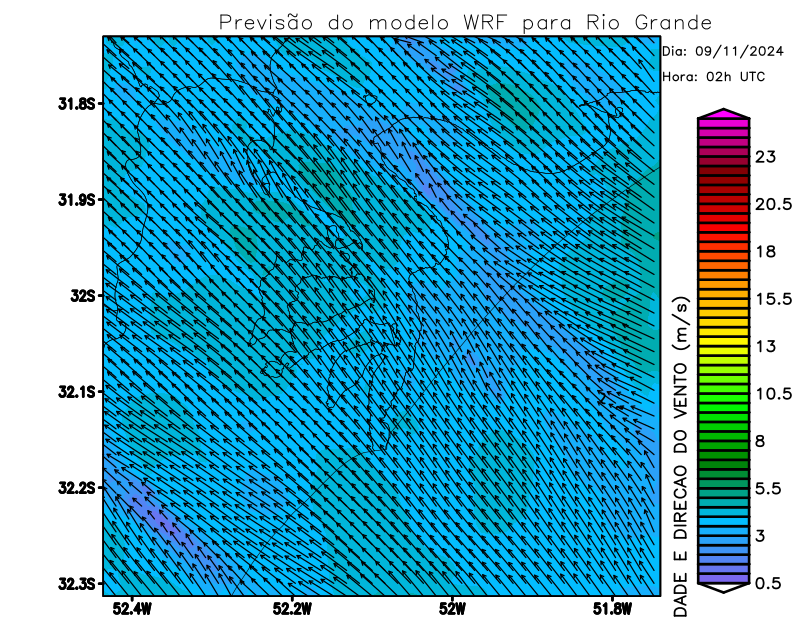 Previsão do modelo WRF para Rio Grande
Dia: 09/11/2024
Hora: 02h UTC
31.8S
31.9S
32S
32.1S
32.2S
32.3S
52.4W
52.2W
52W
51.8W
DADE E DIRECAO DO VENTO (m/s)
23
20.5
18
15.5
13
10.5
8
5.5
3
0.5